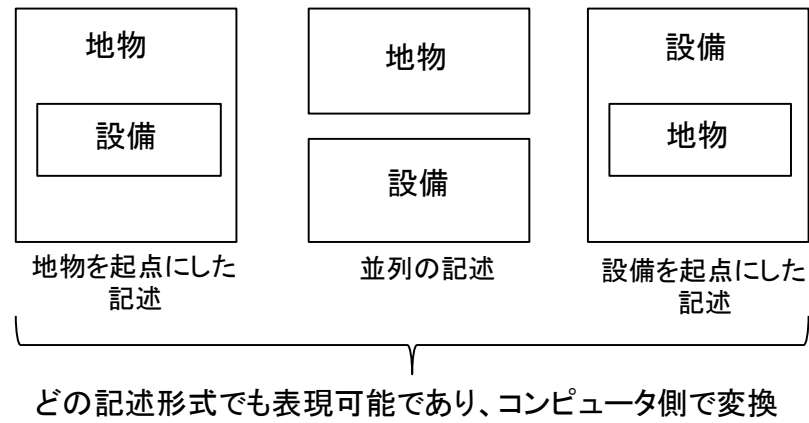 地物
設備
地物を起点にした
記述
地物
設備
並列の記述
設備
地物
設備を起点にした
記述
どの記述形式でも表現可能であり、コンピュータ側で変換